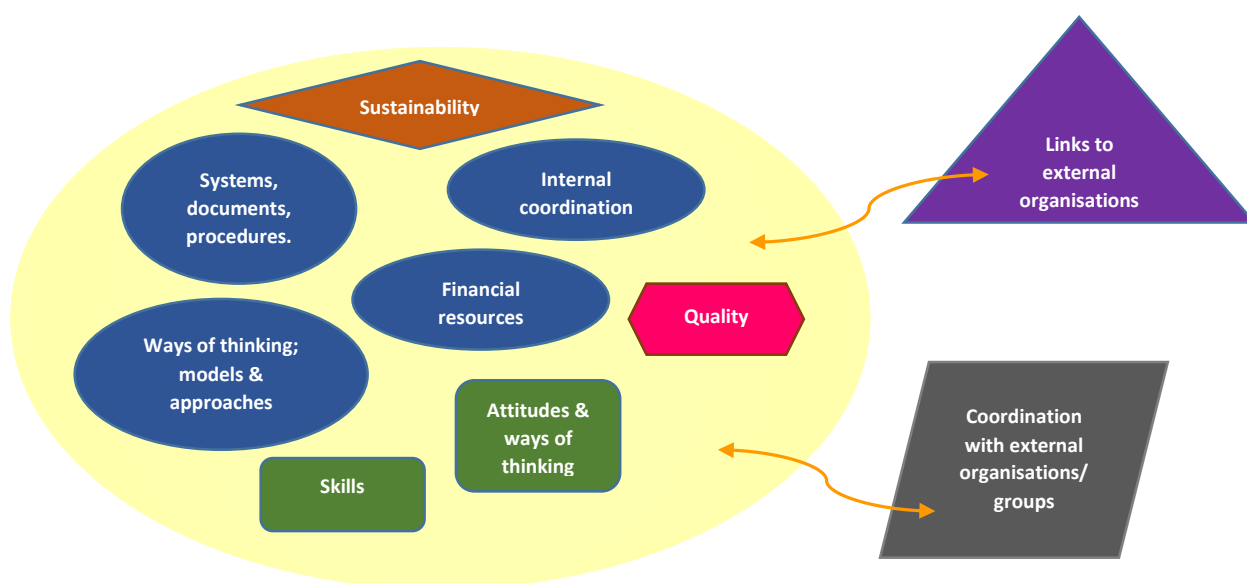 Sustainability
Systems,
documents,
procedures.
Internal
coordination
Links to
external
organisations
Financial
resources
Quality
Ways of thinking;
models &
approaches
Attitudes &
ways of
thinking
Skills
Coordination
with external
organisations/
groups